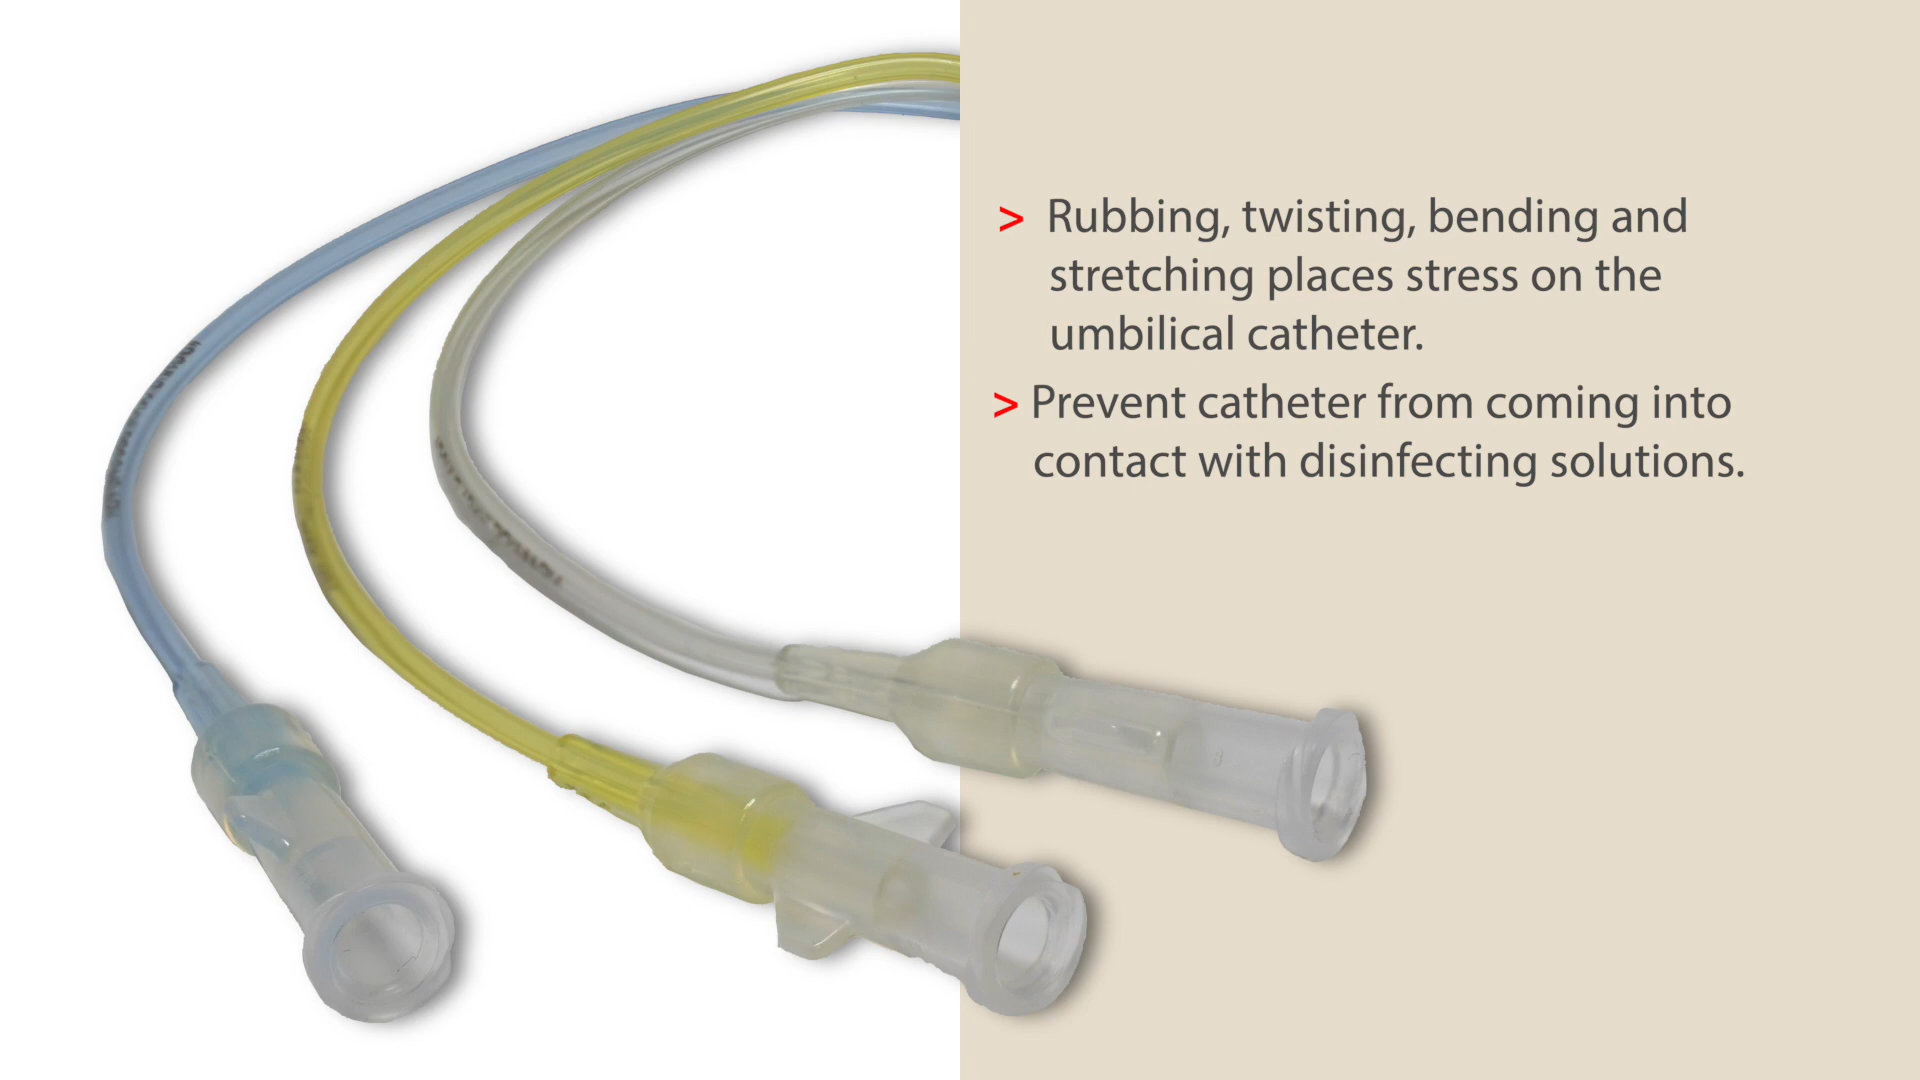 > Rubbing, twisting, bending and
stretching places stress on the
umbilical catheter.
> Prevent catheter from coming into
contact with disinfecting solutions.